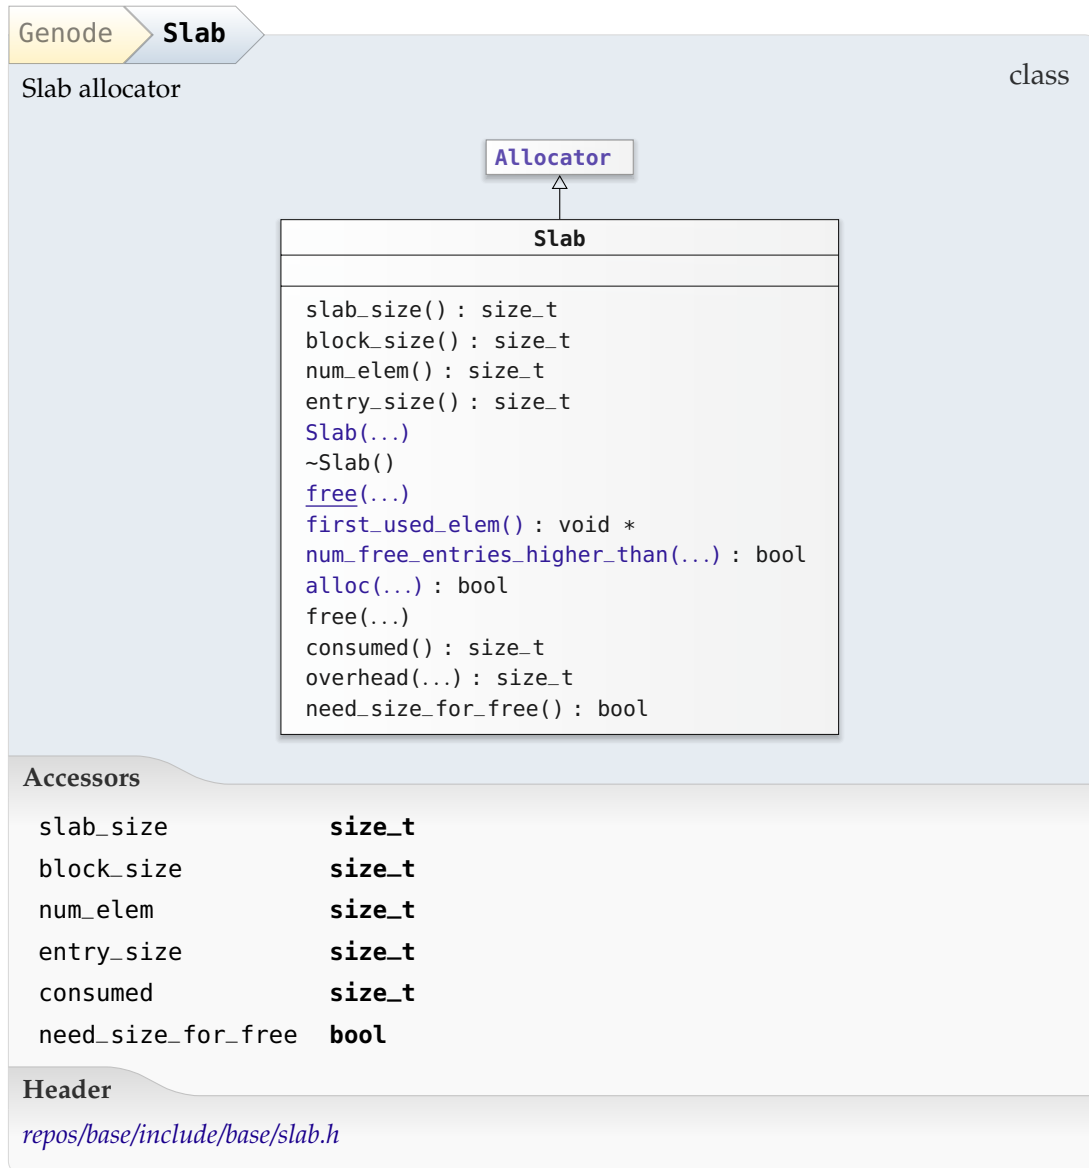 Genode Slab
Slab allocator
class
Allocator
Slab
slab_size() : size_t
block_size() : size_t
num_elem() : size_t
entry_size() : size_t
Slab(...)
~Slab()
free(...)
first_used_elem() : void *
num_free_entries_higher_than(...) : bool
alloc(...) : bool
free(...)
consumed() : size_t
overhead(...) : size_t
need_size_for_free() : bool
Accessors
slab_size size_t
block_size size_t
num_elem size_t
entry_size size_t
consumed size_t
need_size_for_free bool
Header
repos/base/include/base/slab.h